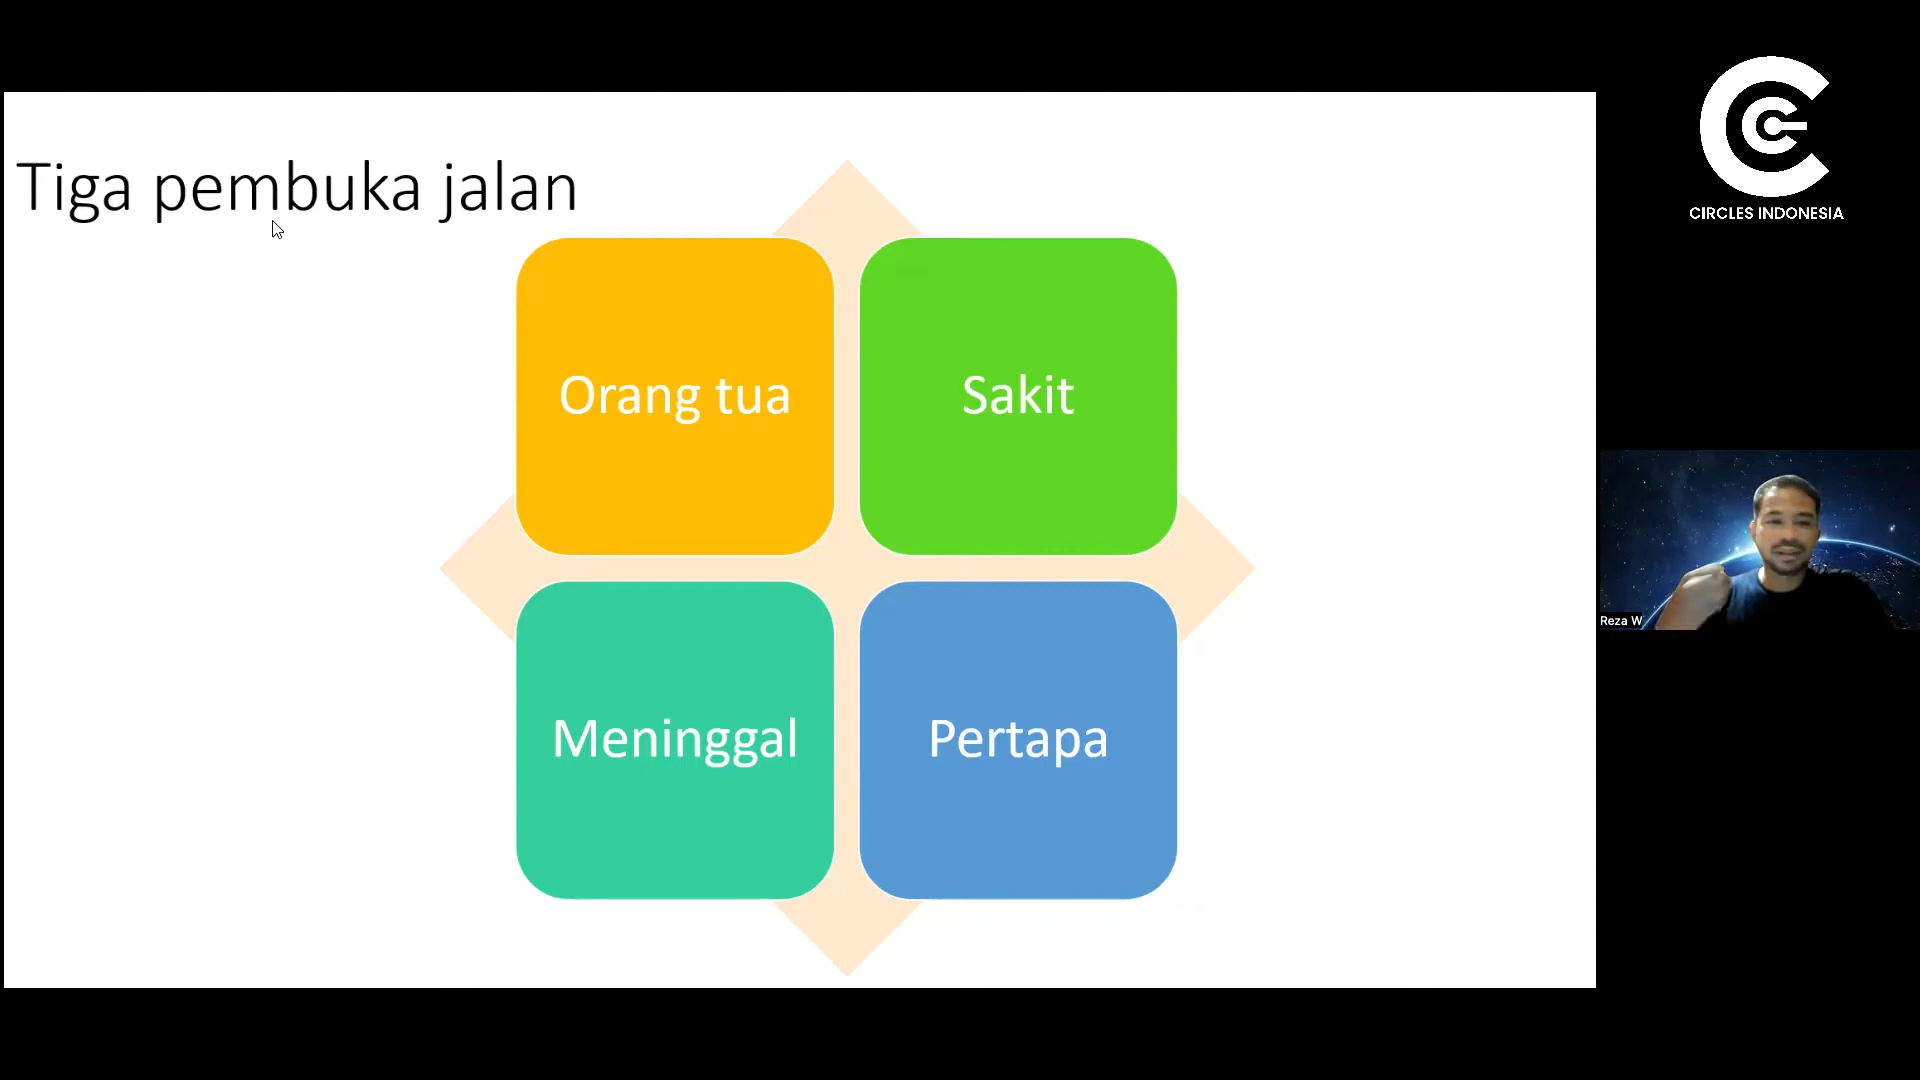 Tiga pembuka jalan
Orang tua
Sakit
Meninggal
Pertapa
CIRCLES INDONESIA
Reza W